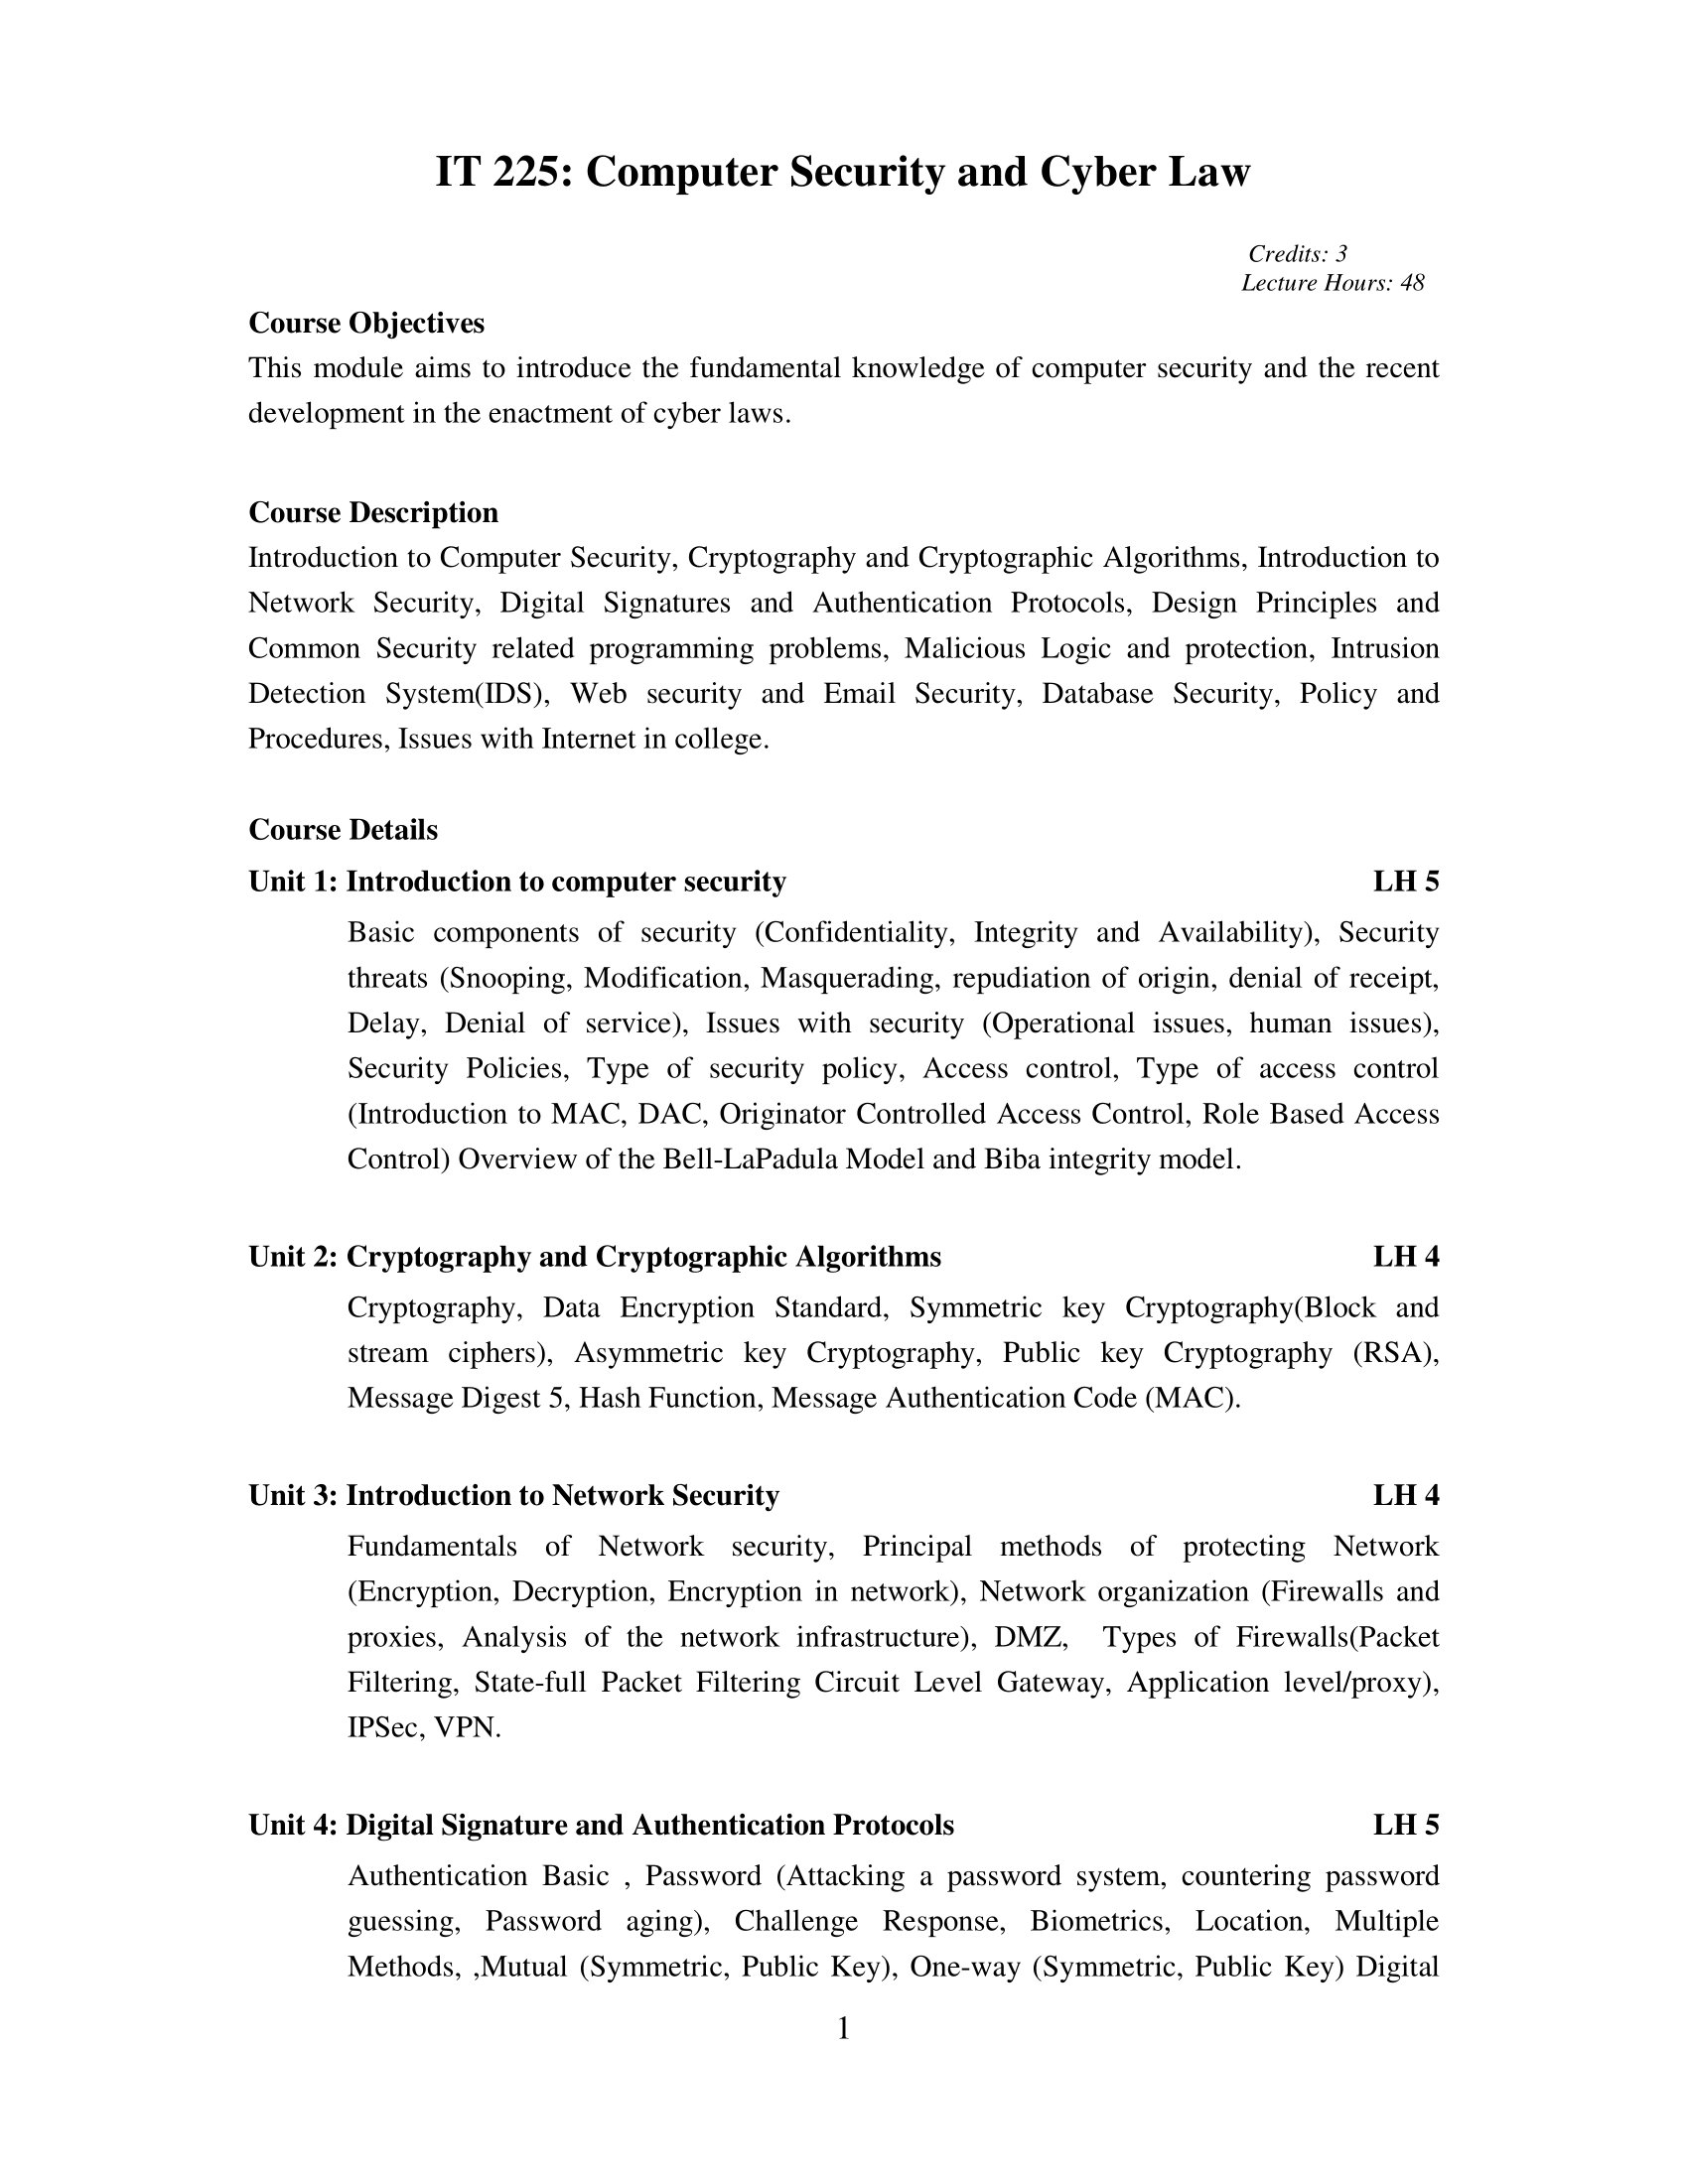 IT 225: Computer Security and Cyber Law
Credits: 3
Lecture Hours: 48
Course Objectives
This module aims to introduce the fundamental knowledge of computer security and the recent
development in the enactment of cyber laws.
Course Description
Introduction to Computer Security, Cryptography and Cryptographic Algorithms, Introduction to
Network Security, Digital Signatures and Authentication Protocols, Design Principles and
Common Security related programming problems, Malicious Logic and protection, Intrusion
Detection System(IDS), Web security and Email Security, Database Security, Policy and
Procedures, Issues with Internet in college.
Course Details
Unit 1: Introduction to computer security LH 5
Basic components of security (Confidentiality, Integrity and Availability), Security
threats (Snooping, Modification, Masquerading, repudiation of origin, denial of receipt,
Delay, Denial of service), Issues with security (Operational issues, human issues),
Security Policies, Type of security policy, Access control, Type of access control
(Introduction to MAC, DAC, Originator Controlled Access Control, Role Based Access
Control) Overview of the Bell-LaPadula Model and Biba integrity model.
Unit 2: Cryptography and Cryptographic Algorithms LH 4
Cryptography, Data Encryption Standard, Symmetric key Cryptography(Block and
stream ciphers), Asymmetric key Cryptography, Public key Cryptography (RSA),
Message Digest 5, Hash Function, Message Authentication Code (MAC).
Unit 3: Introduction to Network Security LH 4
Fundamentals of Network security, Principal methods of protecting Network
(Encryption, Decryption, Encryption in network), Network organization (Firewalls and
proxies, Analysis of the network infrastructure), DMZ, Types of Firewalls(Packet
Filtering, State-full Packet Filtering Circuit Level Gateway, Application level/proxy),
IPSec, VPN.
Unit 4: Digital Signature and Authentication Protocols LH 5
Authentication Basic , Password (Attacking a password system, countering password
guessing, Password aging), Challenge Response, Biometrics, Location, Multiple
Methods, ,Mutual (Symmetric, Public Key), One-way (Symmetric, Public Key) Digital
1